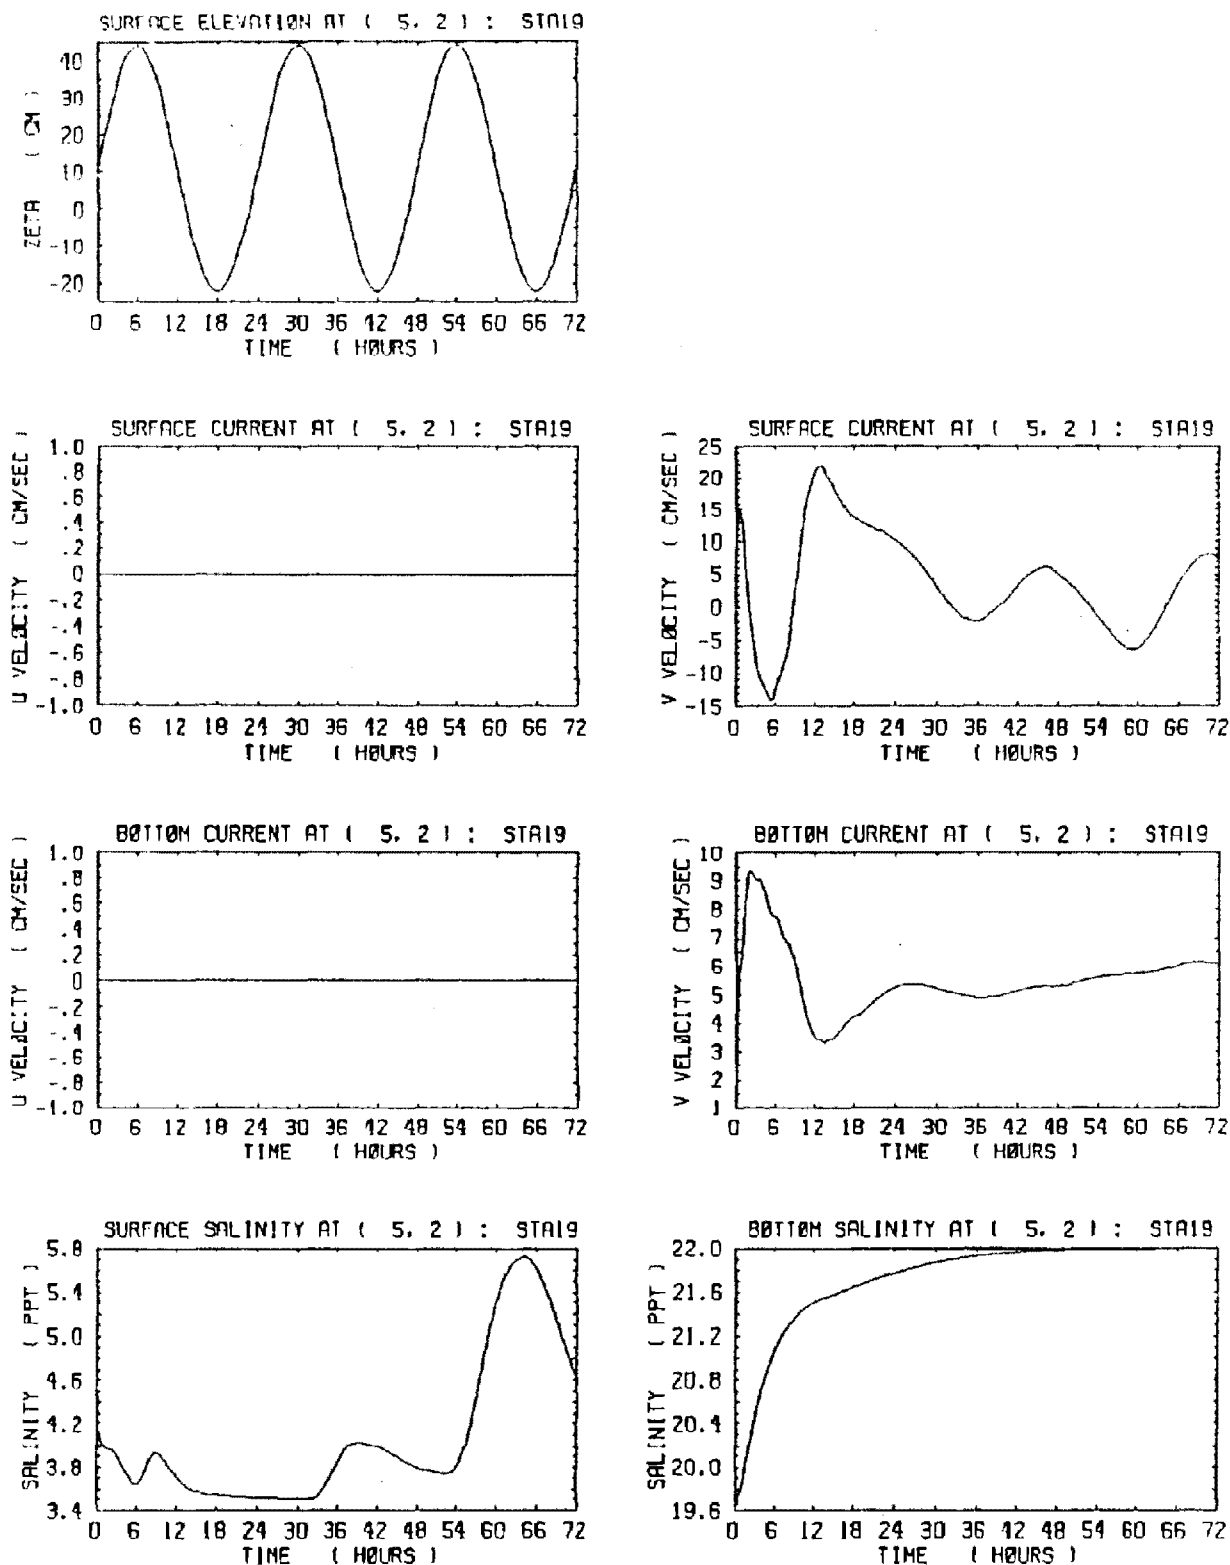 SURFACE ELEVATIØN AT ( 5, 2 ) : STA19
ZETA ( CM )
40
30
20
10
0
-10
-20
0 6 12 18 24 30 36 42 48 54 60 66 72
TIME ( HØURS )
SURFACE CURRENT AT ( 5, 2 ) : STA19
U VELØCITY ( CM/SEC )
1.0
.8
.6
.4
.2
0
-.2
-.4
-.6
-.8
-1.0
0 6 12 18 24 30 36 42 48 54 60 66 72
TIME ( HØURS )
SURFACE CURRENT AT ( 5, 2 ) : STA19
V VELØCITY ( CM/SEC )
25
20
15
10
5
0
-5
-10
-15
0 6 12 18 24 30 36 42 48 54 60 66 72
TIME ( HØURS )
BØTTØM CURRENT AT ( 5, 2 ) : STA19
U VELØCITY ( CM/SEC )
1.0
.8
.6
.4
.2
0
-.2
-.4
-.6
-.8
-1.0
0 6 12 18 24 30 36 42 48 54 60 66 72
TIME ( HØURS )
BØTTØM CURRENT AT ( 5, 2 ) : STA19
V VELØCITY ( CM/SEC )
10
9
8
7
6
5
4
3
2
1
0 6 12 18 24 30 36 42 48 54 60 66 72
TIME ( HØURS )
SURFACE SALINITY AT ( 5, 2 ) : STA19
SALINITY ( PPT )
5.8
5.4
5.0
4.6
4.2
3.8
3.4
0 6 12 18 24 30 36 42 48 54 60 66 72
TIME ( HØURS )
BØTTØM SALINITY AT ( 5, 2 ) : STA19
SALINITY ( PPT )
22.0
21.6
21.2
20.8
20.4
20.0
19.6
0 6 12 18 24 30 36 42 48 54 60 66 72
TIME ( HØURS )